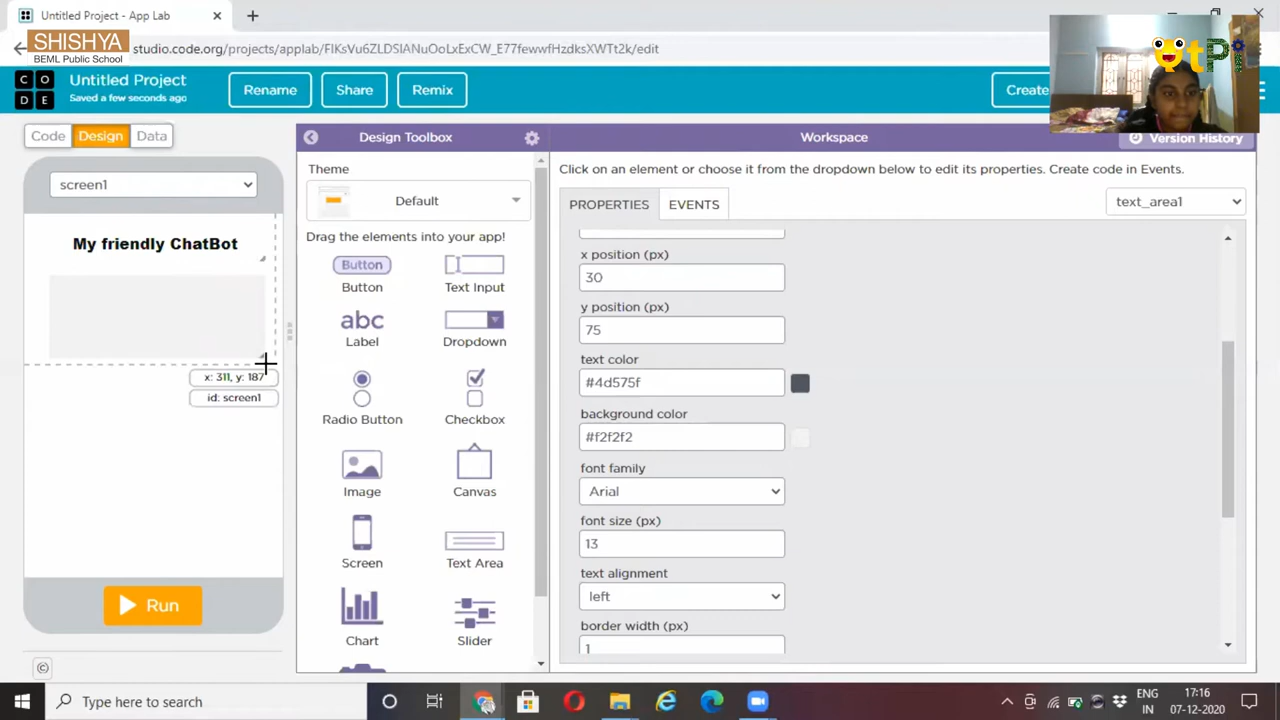 Untitled Project - App Lab
SHISHYA
BEML Public School
studio.code.org/projects/applab/FIKsVu6ZLDSIANuOoLxExCW_E77fewwfHzdksXWTt2k/edit
tPi
C O
D E
Untitled Project
Saved a few seconds ago
Rename
Share
Remix
Create
Version History
Code
Design
Data
Design Toolbox
Workspace
screen1
My friendly ChatBot
x: 311, y: 187
id: screen1
Run
©
Theme
Default
Drag the elements into your app!
Button
Button
Text Input
abc
Label
Dropdown
Radio Button
Checkbox
Image
Canvas
Screen
Text Area
Chart
Slider
Click on an element or choose it from the dropdown below to edit its properties. Create code in Events.
PROPERTIES
EVENTS
text_area1
x position (px)
30
y position (px)
75
text color
#4d575f
background color
#f2f2f2
font family
Arial
font size (px)
13
text alignment
left
border width (px)
1
Type here to search
ENG
IN
17:16
07-12-2020